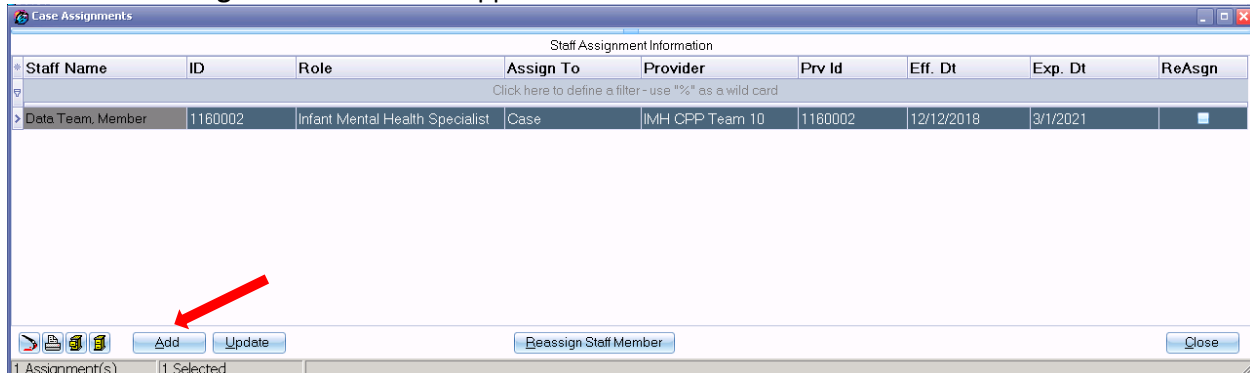 Case Assignments
Staff Assignment Information
Staff Name ID Role Assign To Provider Prv Id Eff. Dt Exp. Dt ReAsgn
Click here to define a filter - use "%" as a wild card
Data Team, Member 1160002 Infant Mental Health Specialist Case IMH CPP Team 10 1160002 12/12/2018 3/1/2021
Add Update Reassign Staff Member Close
1 Assignment(s) 1 Selected